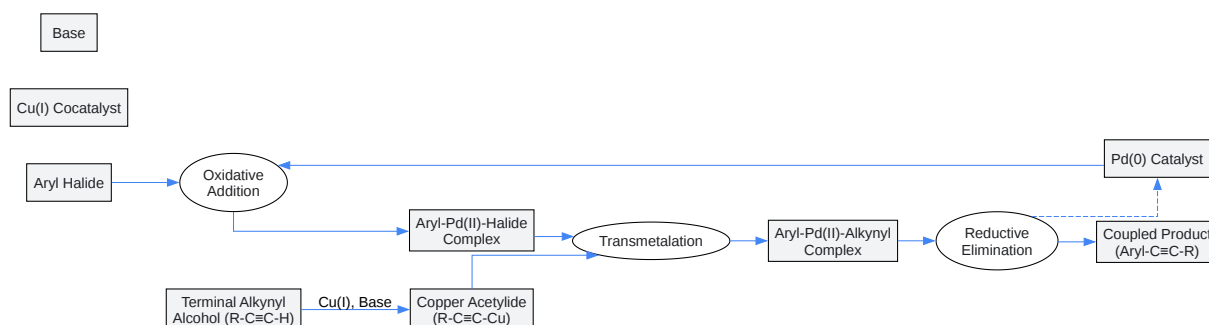 Base
Cu(I) Cocatalyst
Aryl Halide
Oxidative
Addition
Pd(0) Catalyst
Aryl-Pd(II)-Halide
Complex
Transmetalation
Aryl-Pd(II)-Alkynyl
Complex
Reductive
Elimination
Coupled Product
(Aryl-C≡C-R)
Terminal Alkynyl
Alcohol (R-C≡C-H)
Cu(I), Base
Copper Acetylide
(R-C≡C-Cu)